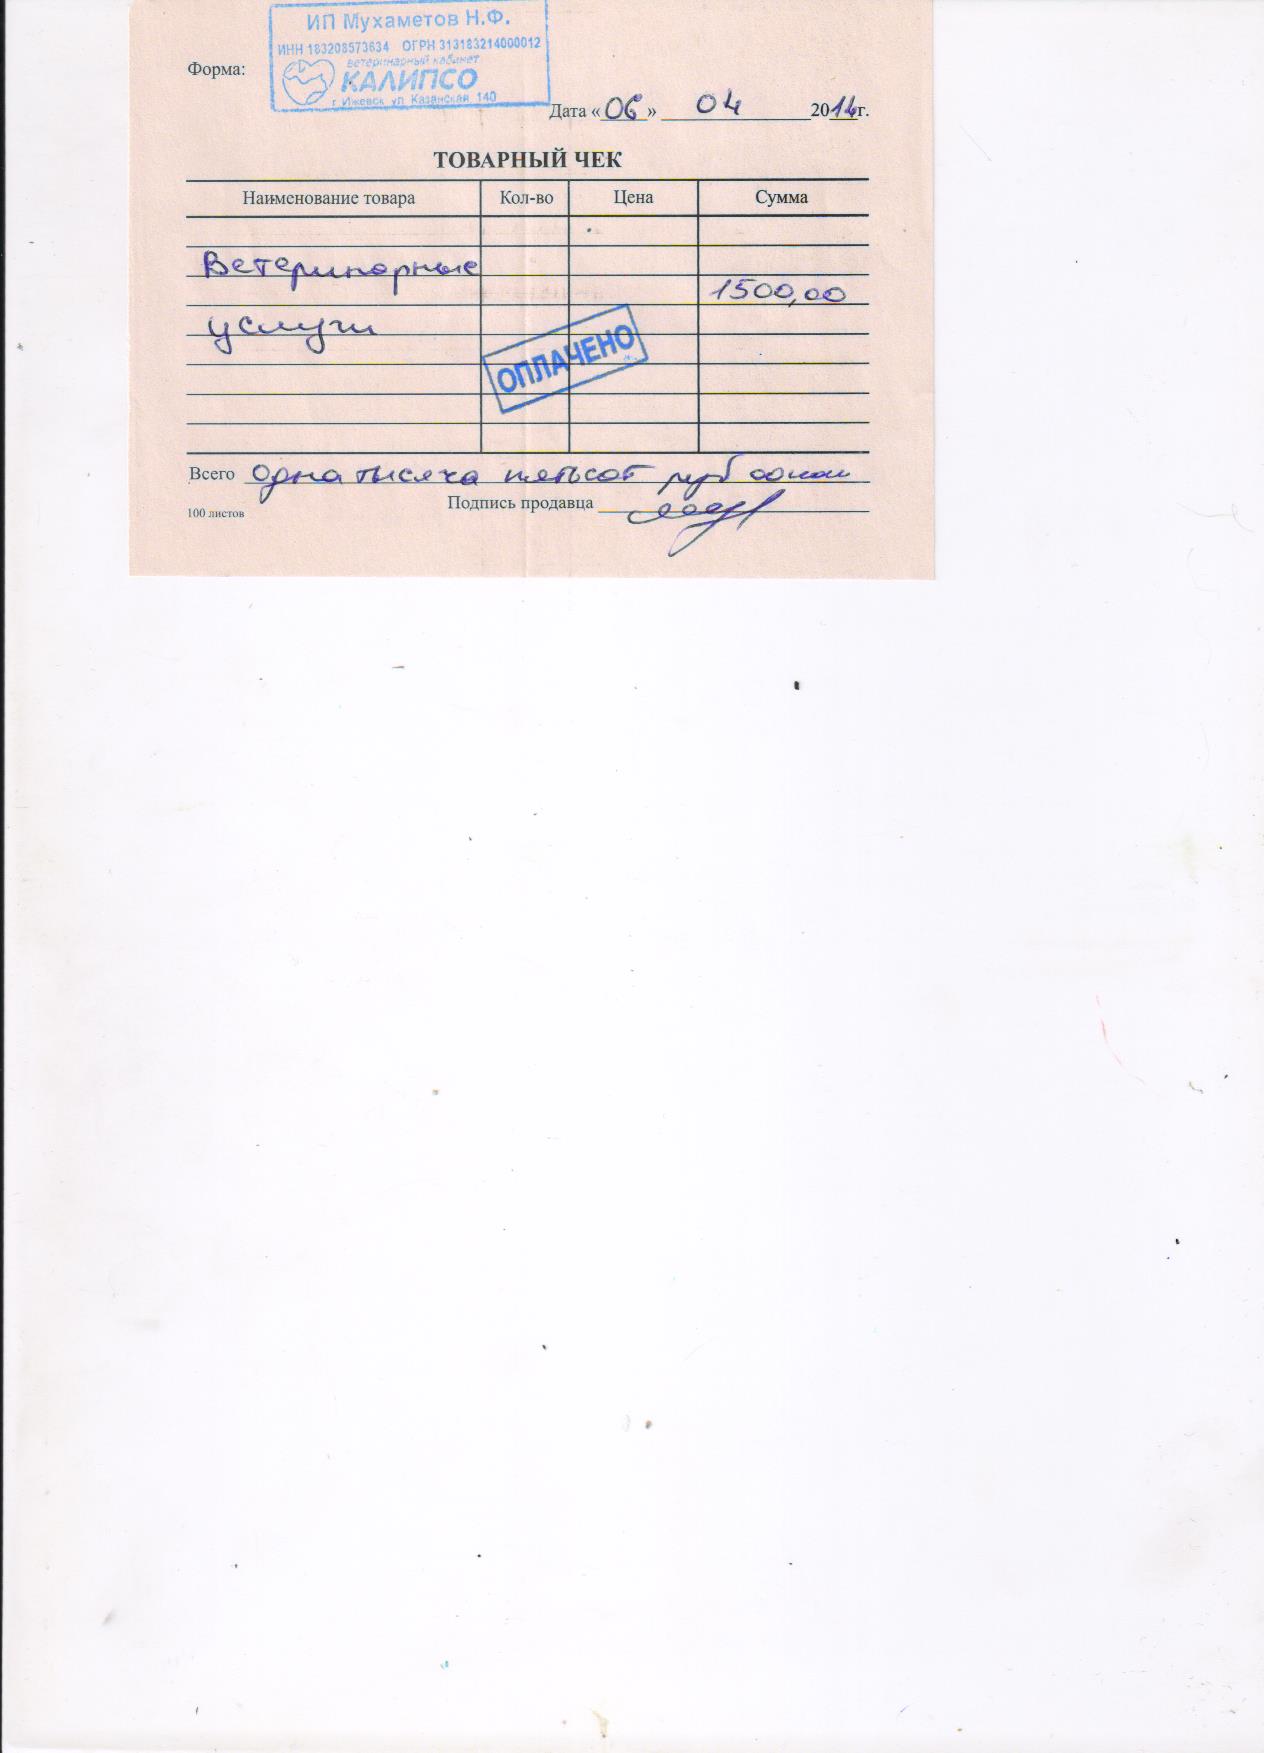 ИП Мухаметов Н.Ф.
ИНН 183208573634 ОГРН 313183214000012
ветеринарный кабинет
КАЛИПСО
г. Ижевск ул. Казанская, 140
Форма:
Дата «06» 04 2014г.
ТОВАРНЫЙ ЧЕК
Наименование товара Кол-во Цена Сумма
Ветеринарные
1500,00
услуги
ОПЛАЧЕНО
Всего одна тысяча пятьсот руб 00 коп
Подпись продавца
100 листов